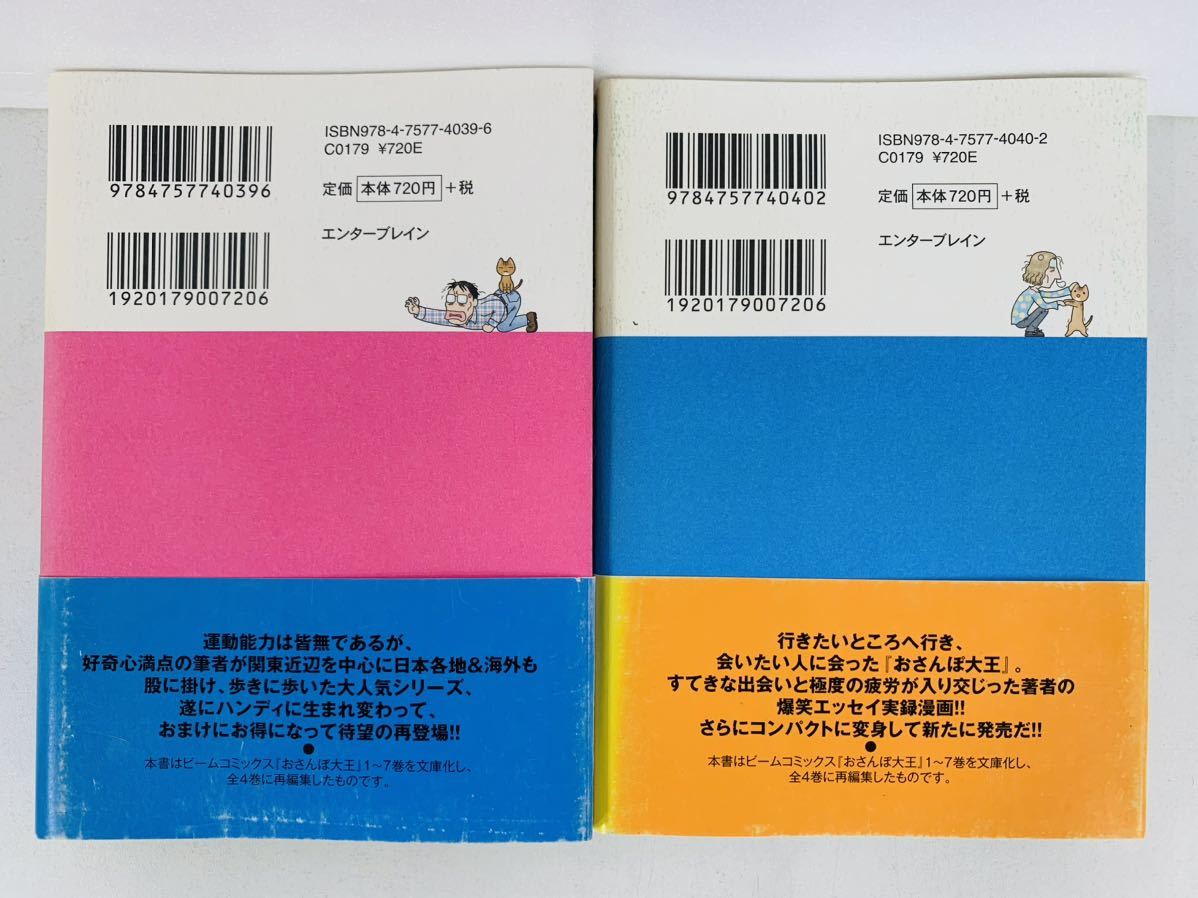 ISBN978-4-7577-4039-6
C0179 ¥720E
9784757740396
定価 本体720円 +税
エンターブレイン
1920179007206
運動能力は皆無であるが、
好奇心満点の筆者が関東近辺を中心に日本各地&海外も
股に掛け、歩きに歩いた大人気シリーズ、
遂にハンディに生まれ変わって、
おまけにお得になって待望の再登場!!
●
本書はビームコミックス『おさんぽ大王』1〜7巻を文庫化し、
全4巻に再編集したものです。
ISBN978-4-7577-4040-2
C0179 ¥720E
9784757740402
定価 本体720円 +税
エンターブレイン
1920179007206
行きたいところへ行き、
会いたい人に会った『おさんぽ大王』。
すてきな出会いと極度の疲労が入り交じった著者の
爆笑エッセイ実録漫画!!
さらにコンパクトに変身して新たに発売だ!!
●
本書はビームコミックス『おさんぽ大王』1〜7巻を文庫化し、
全4巻に再編集したものです。